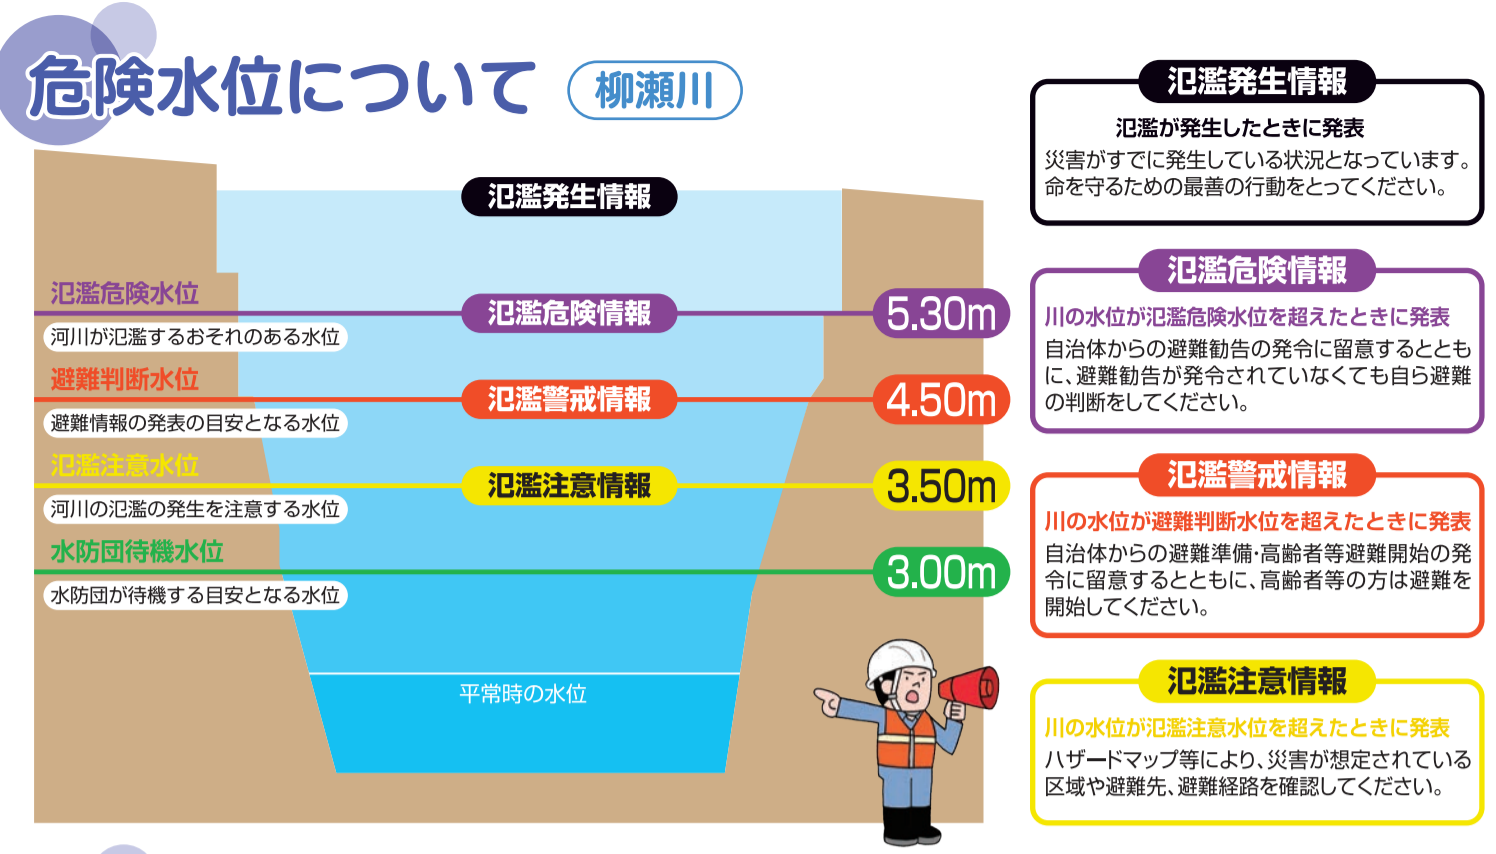 危険水位について
柳瀬川
氾濫発生情報
氾濫危険水位
氾濫危険情報
5.30m
河川が氾濫するおそれのある水位
避難判断水位
氾濫警戒情報
4.50m
避難情報の発表の目安となる水位
氾濫注意水位
氾濫注意情報
3.50m
河川の氾濫の発生を注意する水位
水防団待機水位
3.00m
水防団が待機する目安となる水位
平常時の水位
氾濫発生情報
氾濫が発生したときに発表
災害がすでに発生している状況となっています。
命を守るための最善の行動をとってください。
氾濫危険情報
川の水位が氾濫危険水位を超えたときに発表
自治体からの避難勧告の発令に留意するととも
に、避難勧告が発令されていなくても自ら避難
の判断をしてください。
氾濫警戒情報
川の水位が避難判断水位を超えたときに発表
自治体からの避難準備・高齢者等避難開始の発
令に留意するとともに、高齢者等の方は避難を
開始してください。
氾濫注意情報
川の水位が氾濫注意水位を超えたときに発表
ハザードマップ等により、災害が想定されている
区域や避難先、避難経路を確認してください。